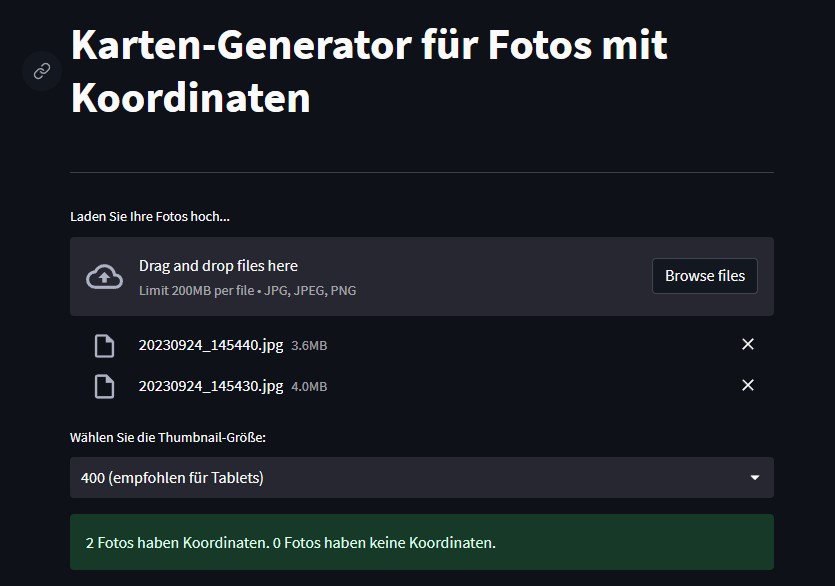 Karten-Generator für Fotos mit
Koordinaten
Laden Sie Ihre Fotos hoch...
Drag and drop files here
Limit 200MB per file • JPG, JPEG, PNG
Browse files
20230924_145440.jpg 3.6MB
20230924_145430.jpg 4.0MB
Wählen Sie die Thumbnail-Größe:
400 (empfohlen für Tablets)
2 Fotos haben Koordinaten. 0 Fotos haben keine Koordinaten.